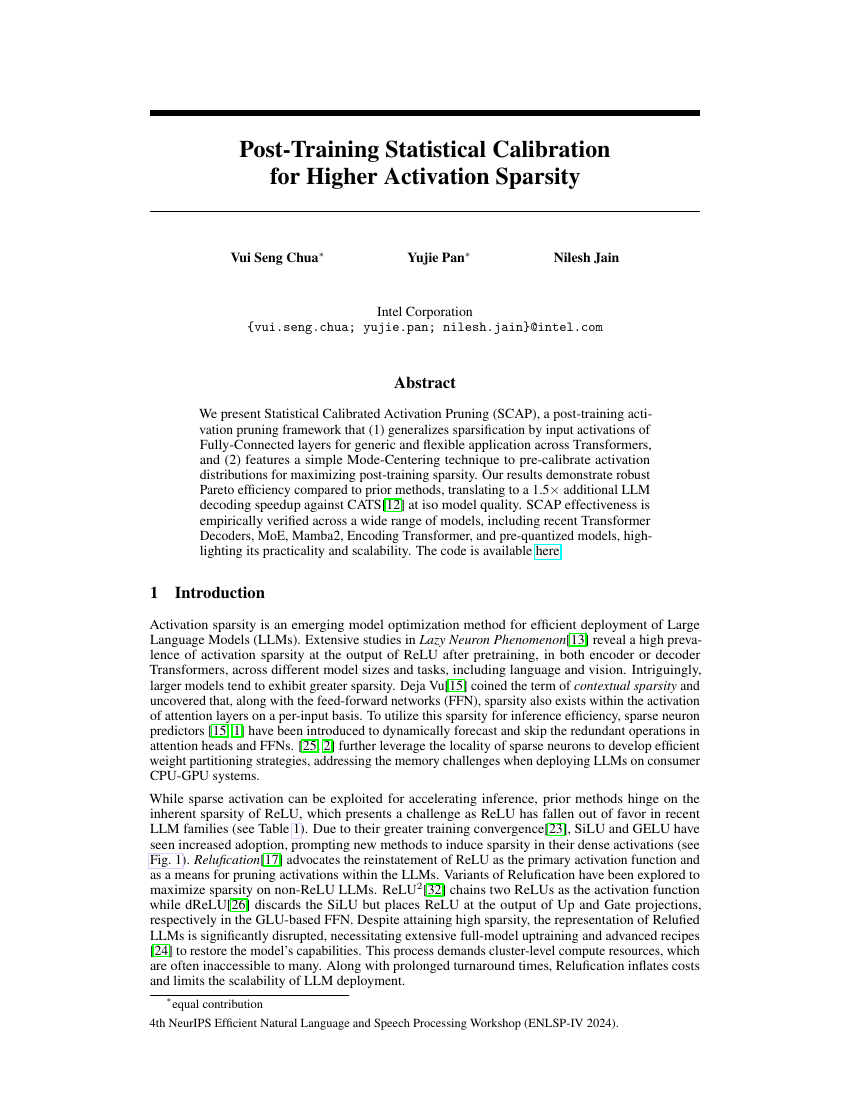 Post-Training Statistical Calibration
for Higher Activation Sparsity
Vui Seng Chua* Yujie Pan* Nilesh Jain
Intel Corporation
{vui.seng.chua; yujie.pan; nilesh.jain}@intel.com
Abstract
We present Statistical Calibrated Activation Pruning (SCAP), a post-training acti-
vation pruning framework that (1) generalizes sparsification by input activations of
Fully-Connected layers for generic and flexible application across Transformers,
and (2) features a simple Mode-Centering technique to pre-calibrate activation
distributions for maximizing post-training sparsity. Our results demonstrate robust
Pareto efficiency compared to prior methods, translating to a 1.5× additional LLM
decoding speedup against CATS[12] at iso model quality. SCAP effectiveness is
empirically verified across a wide range of models, including recent Transformer
Decoders, MoE, Mamba2, Encoding Transformer, and pre-quantized models, high-
lighting its practicality and scalability. The code is available here
1 Introduction
Activation sparsity is an emerging model optimization method for efficient deployment of Large
Language Models (LLMs). Extensive studies in Lazy Neuron Phenomenon[13] reveal a high preva-
lence of activation sparsity at the output of ReLU after pretraining, in both encoder or decoder
Transformers, across different model sizes and tasks, including language and vision. Intriguingly,
larger models tend to exhibit greater sparsity. Deja Vu[15] coined the term of contextual sparsity and
uncovered that, along with the feed-forward networks (FFN), sparsity also exists within the activation
of attention layers on a per-input basis. To utilize this sparsity for inference efficiency, sparse neuron
predictors [15, 1] have been introduced to dynamically forecast and skip the redundant operations in
attention heads and FFNs. [25, 2] further leverage the locality of sparse neurons to develop efficient
weight partitioning strategies, addressing the memory challenges when deploying LLMs on consumer
CPU-GPU systems.
While sparse activation can be exploited for accelerating inference, prior methods hinge on the
inherent sparsity of ReLU, which presents a challenge as ReLU has fallen out of favor in recent
LLM families (see Table 1). Due to their greater training convergence[23], SiLU and GELU have
seen increased adoption, prompting new methods to induce sparsity in their dense activations (see
Fig. 1). Relufication[17] advocates the reinstatement of ReLU as the primary activation function and
as a means for pruning activations within the LLMs. Variants of Relufication have been explored to
maximize sparsity on non-ReLU LLMs. ReLU²[32] chains two ReLUs as the activation function
while dReLU[26] discards the SiLU but places ReLU at the output of Up and Gate projections,
respectively in the GLU-based FFN. Despite attaining high sparsity, the representation of Relufied
LLMs is significantly disrupted, necessitating extensive full-model uptraining and advanced recipes
[24] to restore the model's capabilities. This process demands cluster-level compute resources, which
are often inaccessible to many. Along with prolonged turnaround times, Relufication inflates costs
and limits the scalability of LLM deployment.
*equal contribution
4th NeurIPS Efficient Natural Language and Speech Processing Workshop (ENLSP-IV 2024).